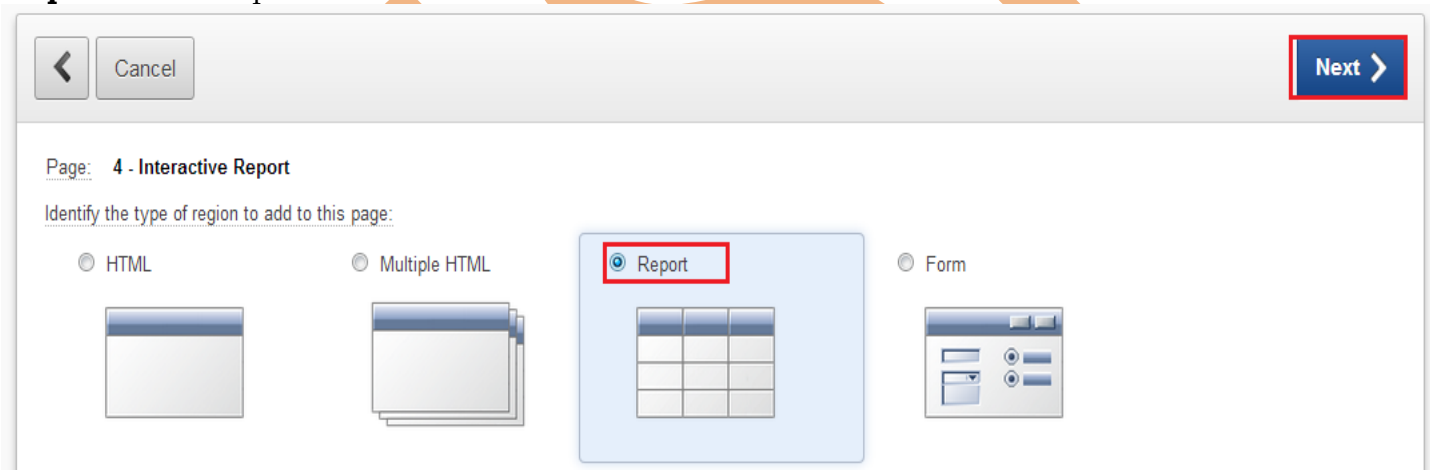 Cancel
Next
Page: 4 - Interactive Report
Identify the type of region to add to this page:
HTML
Multiple HTML
Report
Form